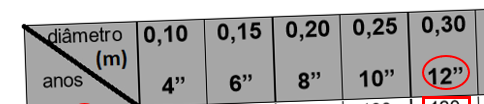 diâmetro 0,10 0,15 0,20 0,25 0,30
(m)
anos 4” 6” 8” 10” 12”